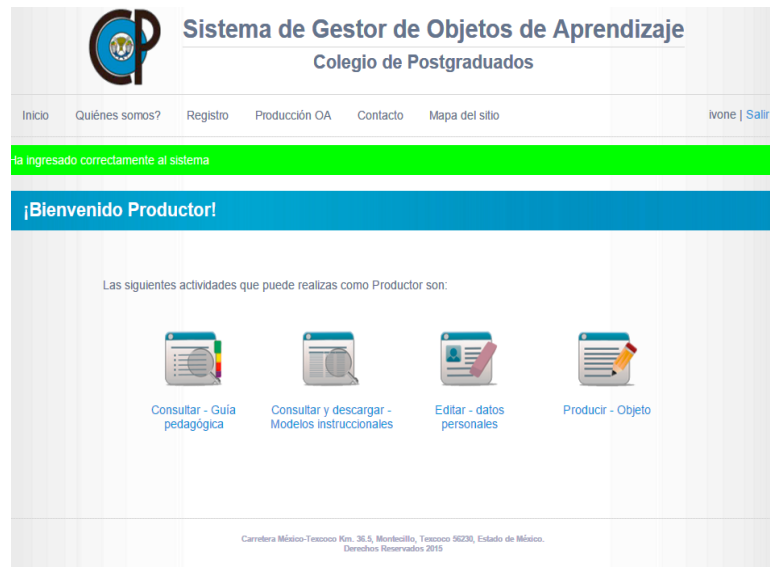 CP
Sistema de Gestor de Objetos de Aprendizaje
Colegio de Postgraduados
Inicio Quiénes somos? Registro Producción OA Contacto Mapa del sitio ivone | Salir
Ha ingresado correctamente al sistema
¡Bienvenido Productor!
Las siguientes actividades que puede realizas como Productor son:
Consultar - Guía pedagógica
Consultar y descargar - Modelos instruccionales
Editar - datos personales
Producir - Objeto
Carretera México-Texcoco Km. 36.5, Montecillo, Texcoco 56230, Estado de México.
Derechos Reservados 2015